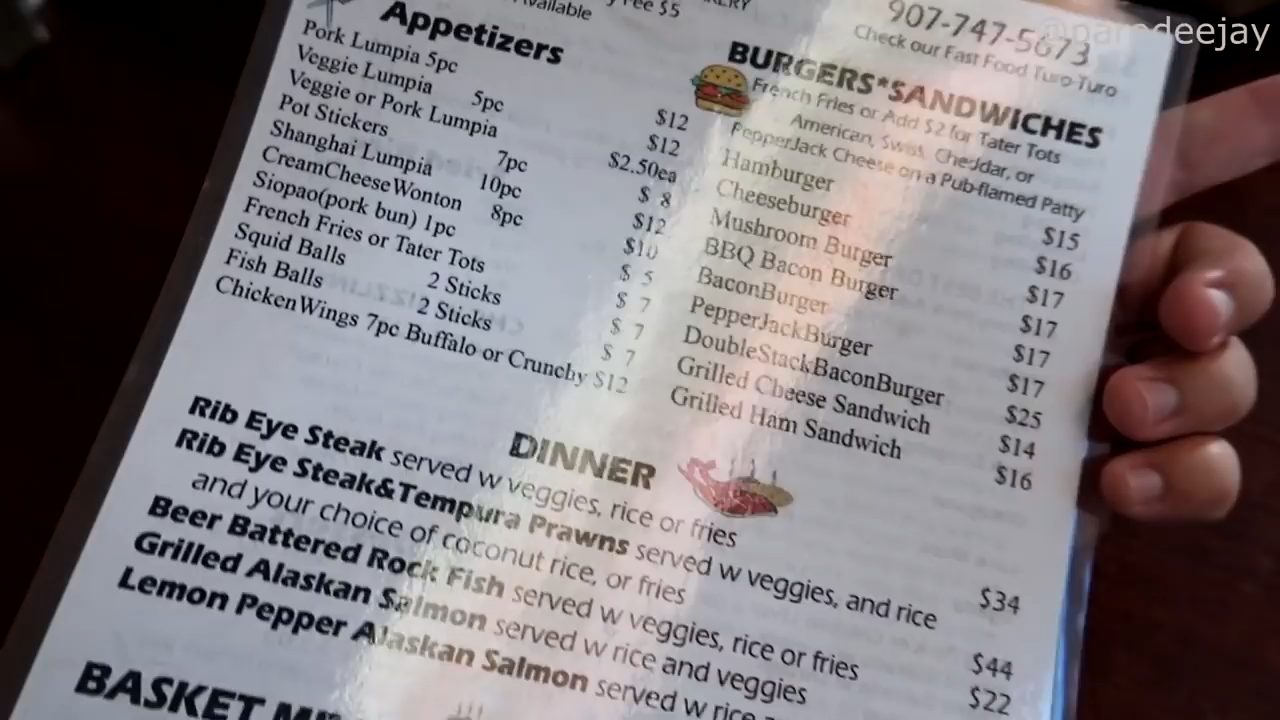 Available
y Fee $5
KERY
Appetizers
Pork Lumpia 5pc $12
Veggie Lumpia 5pc $12
Veggie or Pork Lumpia $2.50ea
Pot Stickers 7pc $ 8
Shanghai Lumpia 10pc $12
CreamCheeseWonton 8pc $10
Siopao(pork bun) 1pc $ 5
French Fries or Tater Tots $ 7
Squid Balls 2 Sticks $ 7
Fish Balls 2 Sticks $ 7
ChickenWings 7pc Buffalo or Crunchy $12
907-747-5673
Check our Fast Food Turo-Turo
BURGERS*SANDWICHES
French Fries or Add $2 for Tater Tots
American, Swiss, Cheddar, or
PepperJack Cheese on a Pub-flamed Patty
Hamburger $15
Cheeseburger $16
Mushroom Burger $17
BBQ Bacon Burger $17
BaconBurger $17
PepperJackBurger $17
DoubleStackBaconBurger $25
Grilled Cheese Sandwich $14
Grilled Ham Sandwich $16
DINNER
Rib Eye Steak served w veggies, rice or fries $34
Rib Eye Steak&Tempura Prawns served w veggies, and rice
and your choice of coconut rice, or fries $44
Beer Battered Rock Fish served w veggies, rice or fries $22
Grilled Alaskan Salmon served w rice and veggies
Lemon Pepper Alaskan Salmon served w rice
BASKET
deejay